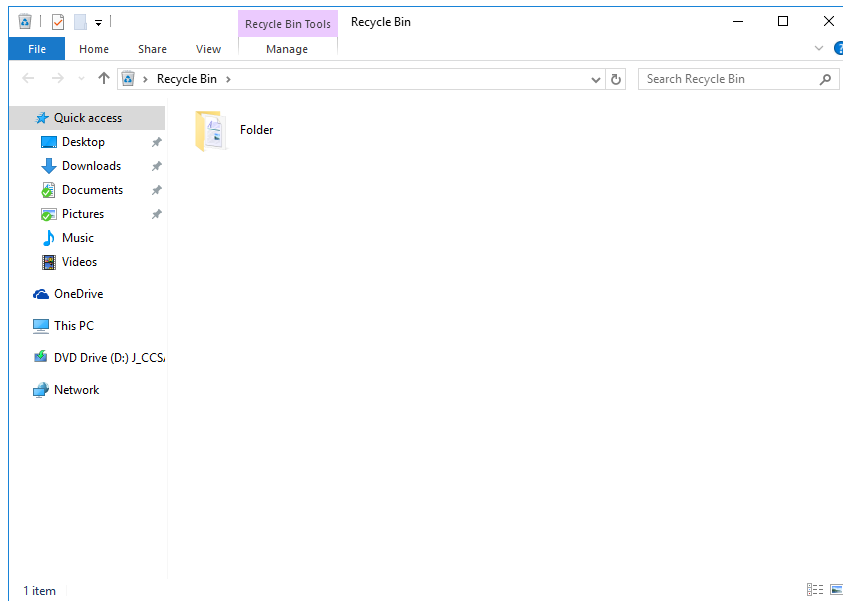 Recycle Bin Tools
Recycle Bin
File
Home
Share
View
Manage
Recycle Bin
Search Recycle Bin
Quick access
Desktop
Downloads
Documents
Pictures
Music
Videos
OneDrive
This PC
DVD Drive (D:) J_CCSA
Network
Folder
1 item